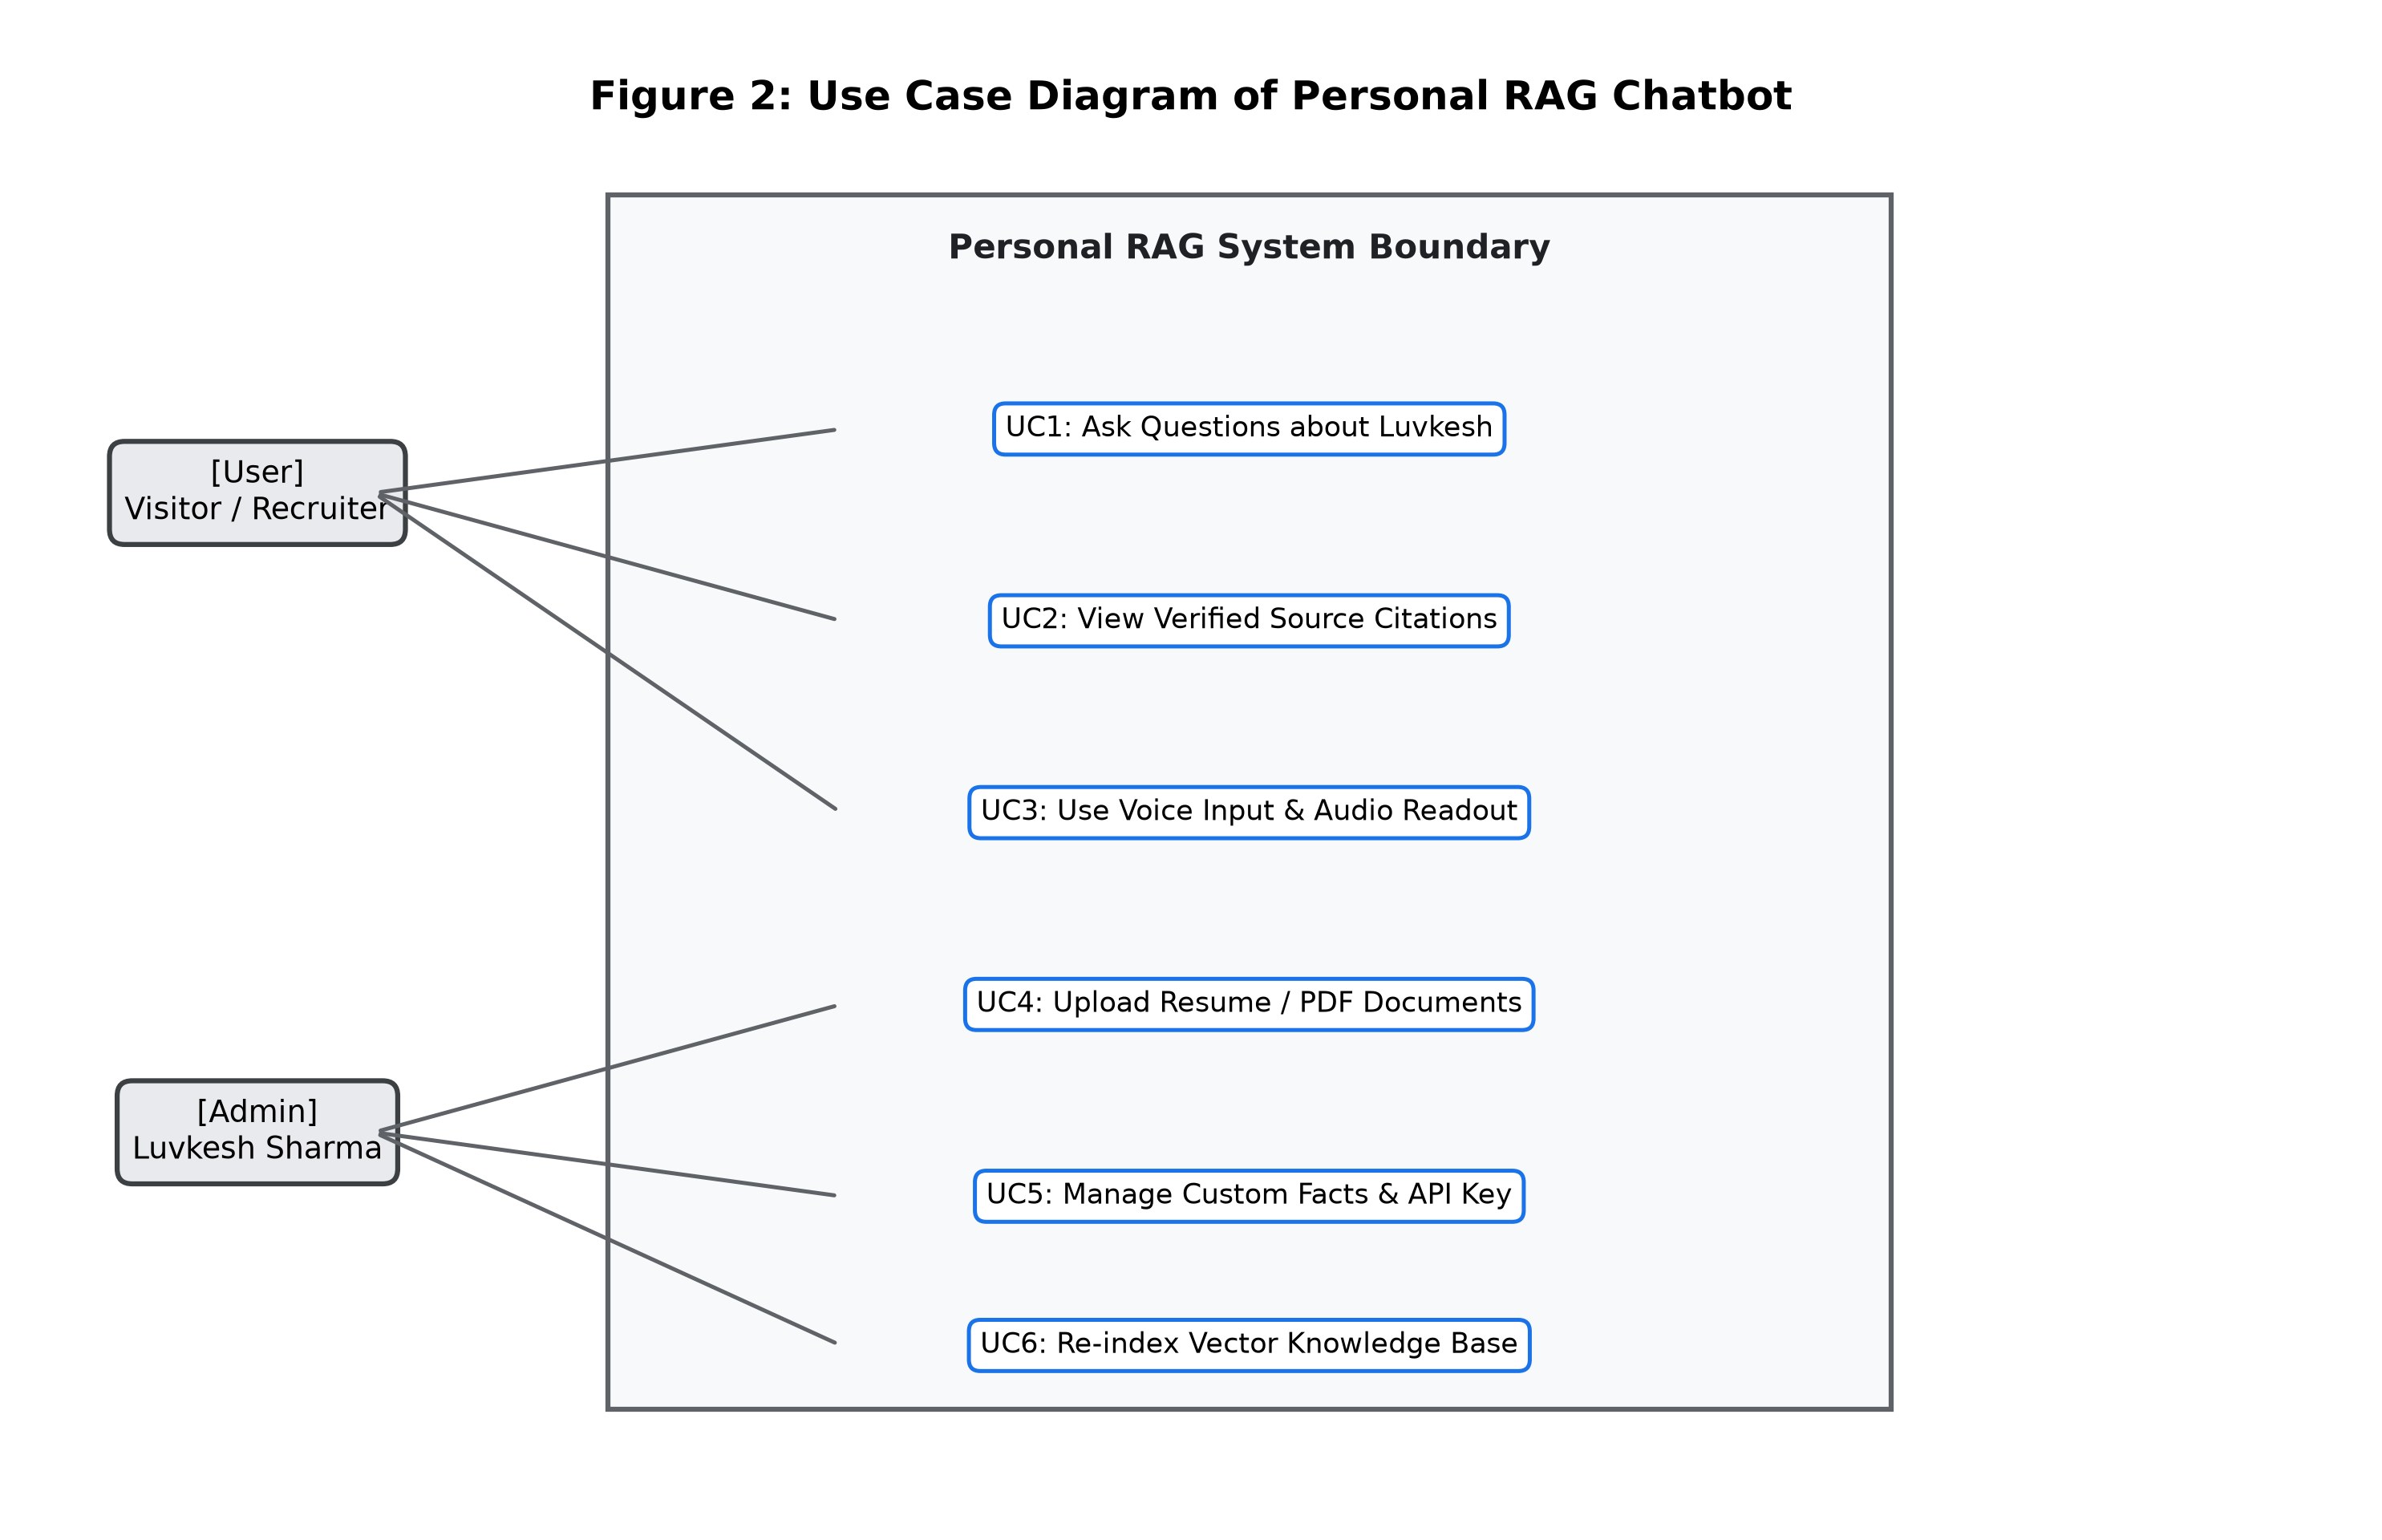 Figure 2: Use Case Diagram of Personal RAG Chatbot
Personal RAG System Boundary
UC1: Ask Questions about Luvkesh
[User]
Visitor / Recruiter
UC2: View Verified Source Citations
UC3: Use Voice Input & Audio Readout
UC4: Upload Resume / PDF Documents
[Admin]
Luvkesh Sharma
UC5: Manage Custom Facts & API Key
UC6: Re-index Vector Knowledge Base